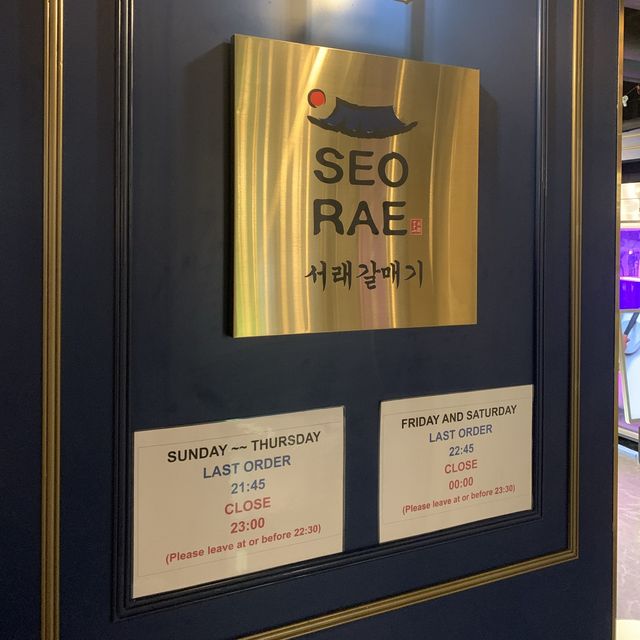 SEO
RAE
서래갈매기
SUNDAY ~~ THURSDAY
LAST ORDER
21:45
CLOSE
23:00
(Please leave at or before 22:30)
FRIDAY AND SATURDAY
LAST ORDER
22:45
CLOSE
00:00
(Please leave at or before 23:30)